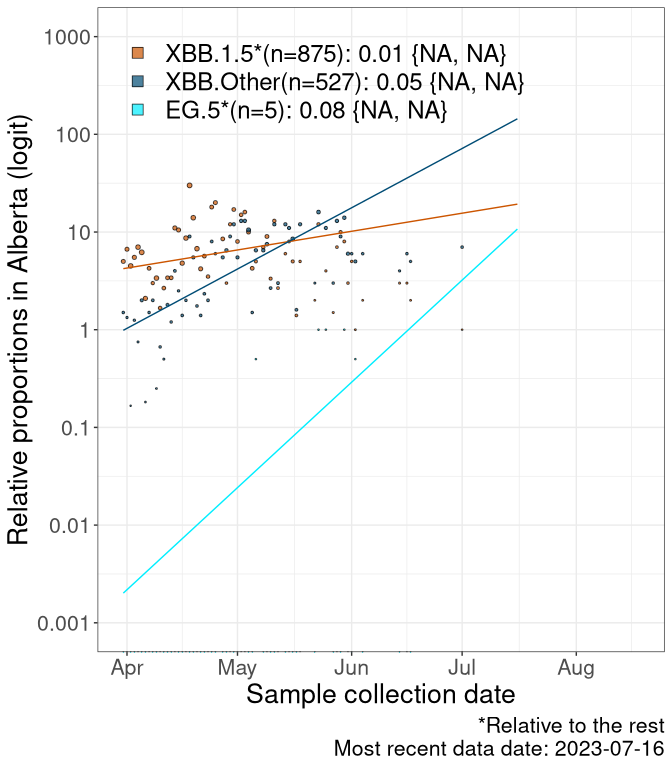 1000
100
10
1
0.1
0.01
0.001
Relative proportions in Alberta (logit)
XBB.1.5*(n=875): 0.01 {NA, NA}
XBB.Other(n=527): 0.05 {NA, NA}
EG.5*(n=5): 0.08 {NA, NA}
Apr May Jun Jul Aug
Sample collection date
*Relative to the rest
Most recent data date: 2023-07-16